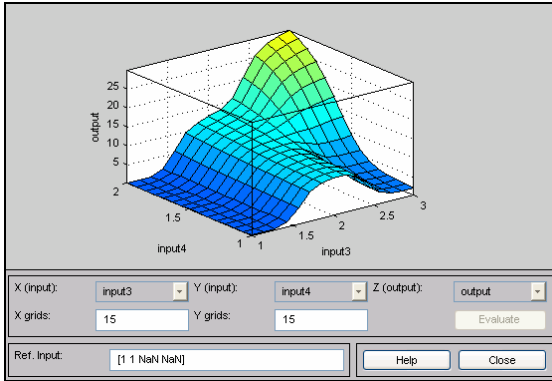 25
20
15
10
5
output
2
1.5
1
input4
1
1.5
2
2.5
3
input3
X (input): input3 Y (input): input4 Z (output): output
X grids: 15 Y grids: 15 Evaluate
Ref. Input: [1 1 NaN NaN] Help Close